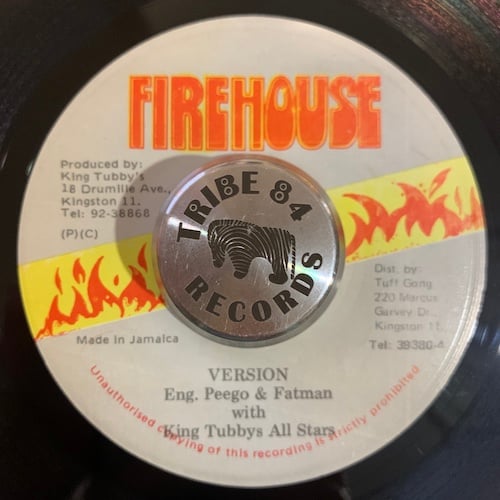 FIREHOUSE
Produced by:
King Tubby's
18 Drumilie Ave.,
Kingston 11.
Tel: 92-38868
(P)(C)
TRIBE 84
RECORDS
Dist. by:
Tuff Gong
220 Marcus
Garvey Dr.,
Kingston 11.
Tel: 39380-4
Made in Jamaica
VERSION
Eng. Peego & Fatman
with
King Tubbys All Stars
Unauthorised copying of this recording is strictly prohibited